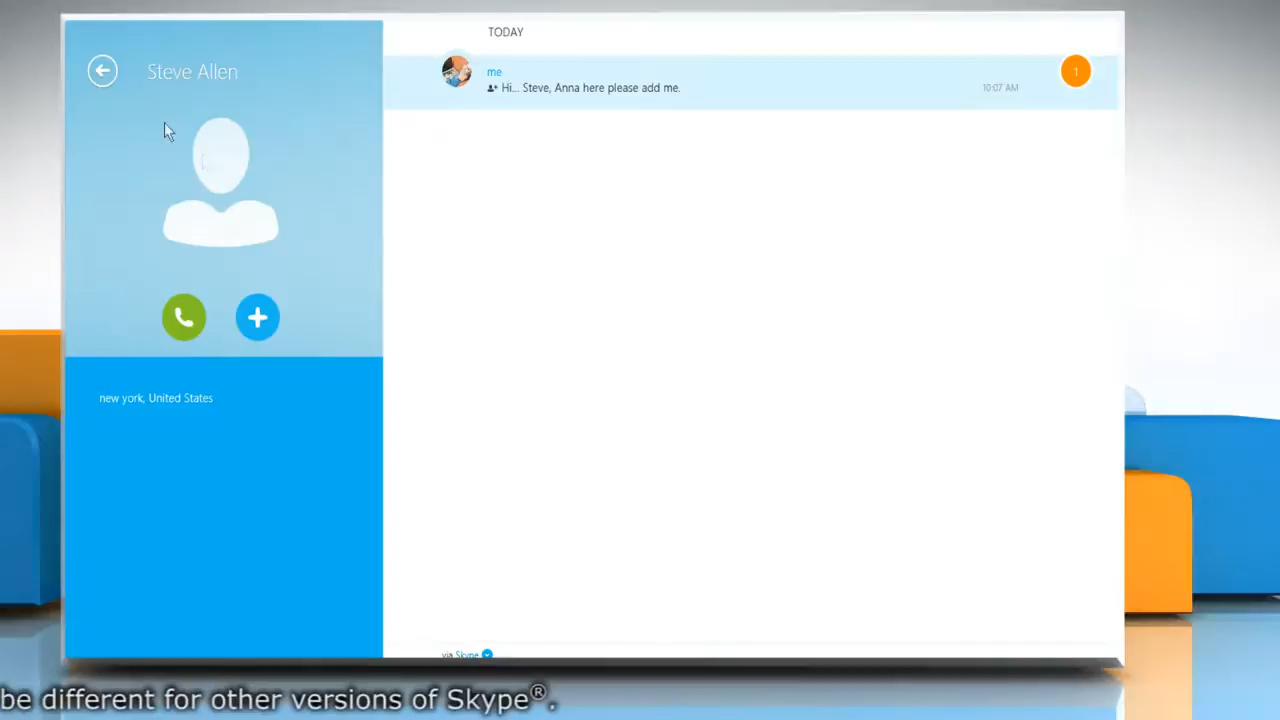 Steve Allen
new york, United States
TODAY
me
1
Hi... Steve, Anna here please add me.
10:07 AM
via Skype
be different for other versions of Skype®.